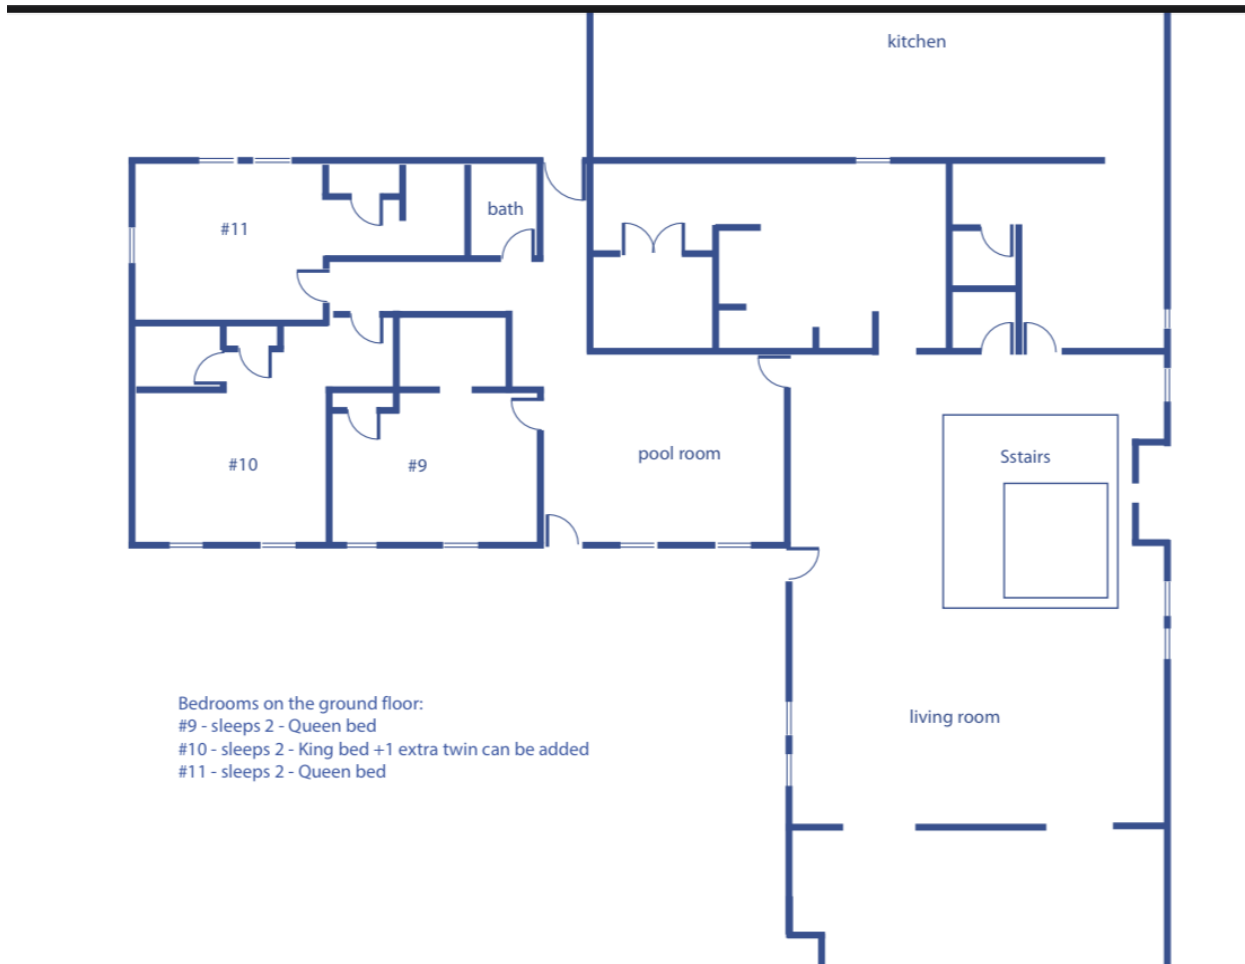 kitchen
bath
#11
pool room
Sstairs
#10
#9
Bedrooms on the ground floor:
#9 - sleeps 2 - Queen bed
#10 - sleeps 2 - King bed +1 extra twin can be added
#11 - sleeps 2 - Queen bed
living room